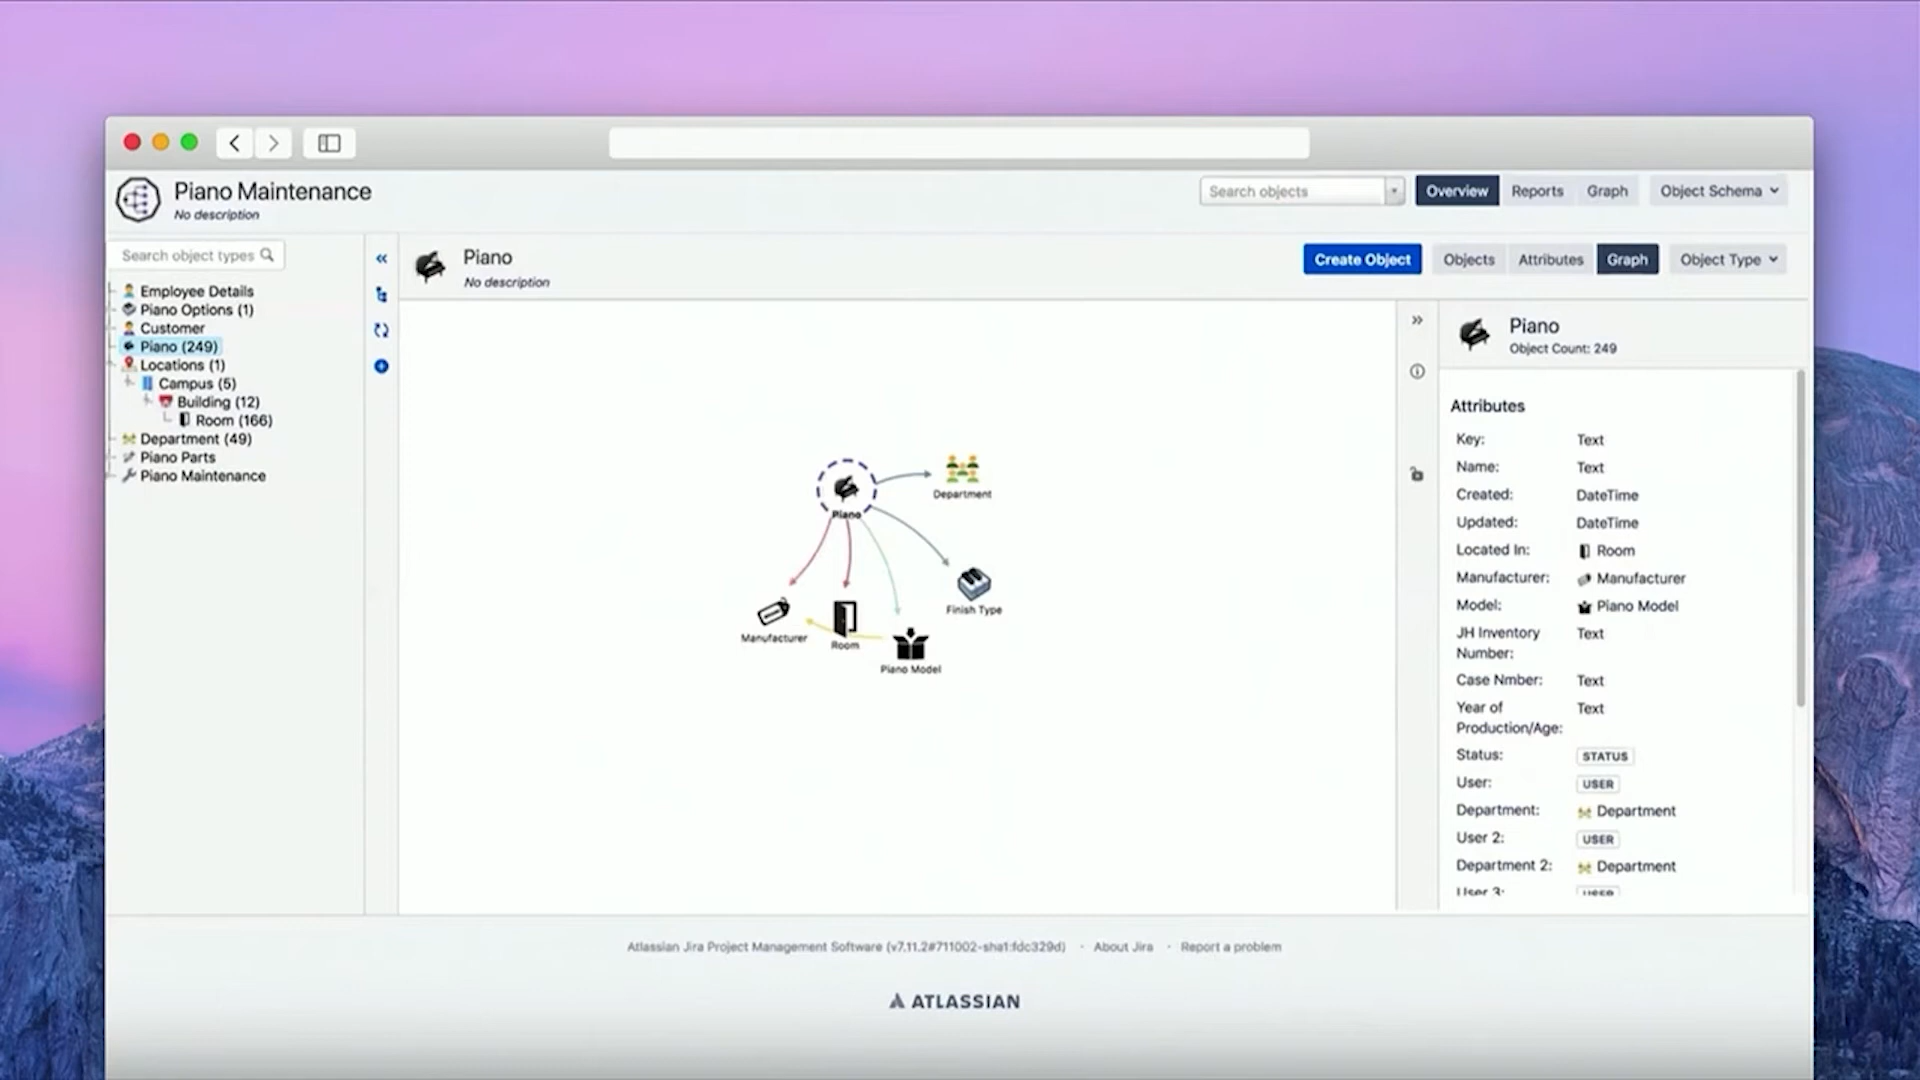 Piano Maintenance
No description
Search objects
Overview
Reports
Graph
Object Schema
Search object types
Employee Details
Piano Options (1)
Customer
Piano (249)
Locations (1)
Campus (5)
Building (12)
Room (166)
Department (49)
Piano Parts
Piano Maintenance
Piano
No description
Create Object
Objects
Attributes
Graph
Object Type
Piano
Department
Finish Type
Manufacturer
Room
Piano Model
Piano
Object Count: 249
Attributes
Key: Text
Name: Text
Created: DateTime
Updated: DateTime
Located In: Room
Manufacturer: Manufacturer
Model: Piano Model
JH Inventory Text
Number:
Case Nmber: Text
Year of Text
Production/Age:
Status: STATUS
User: USER
Department: Department
User 2: USER
Department 2: Department
User 3: USER
Atlassian Jira Project Management Software (v7.11.2#711002-sha1:fdc329d) · About Jira · Report a problem
ATLASSIAN